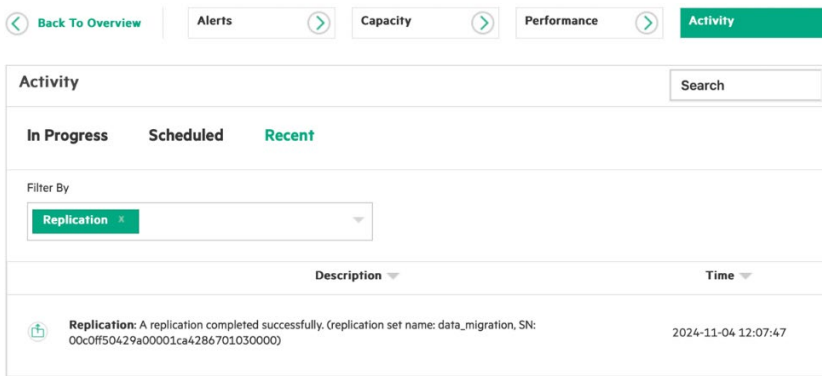 Back To Overview
Alerts
Capacity
Performance
Activity
Activity
Search
In Progress
Scheduled
Recent
Filter By
Replication x
Description
Time
Replication: A replication completed successfully. (replication set name: data_migration, SN:
00c0ff50429a00001ca4286701030000)
2024-11-04 12:07:47